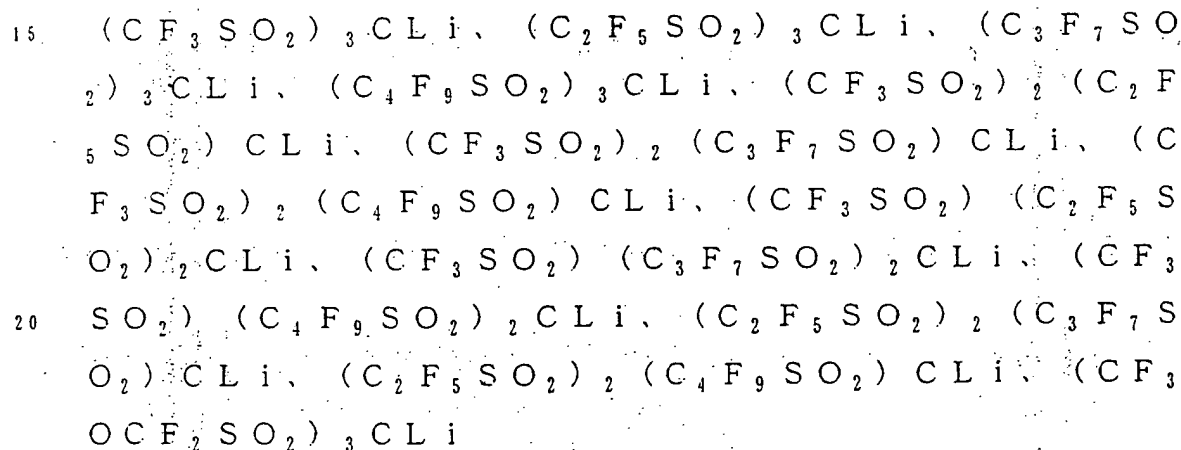 15 (CF₃SO₂)₃CLi、(C₂F₅SO₂)₃CLi、(C₃F₇SO
₂)₃CLi、(C₄F₉SO₂)₃CLi、(CF₃SO₂)₂(C₂F
₅SO₂)CLi、(CF₃SO₂)₂(C₃F₇SO₂)CLi、(C
F₃SO₂)₂(C₄F₉SO₂)CLi、(CF₃SO₂)(C₂F₅S
O₂)₂CLi、(CF₃SO₂)(C₃F₇SO₂)₂CLi、(CF₃
20 SO₂)(C₄F₉SO₂)₂CLi、(C₂F₅SO₂)₂(C₃F₇S
O₂)CLi、(C₂F₅SO₂)₂(C₄F₉SO₂)CLi、(CF₃
OCF₂SO₂)₃CLi